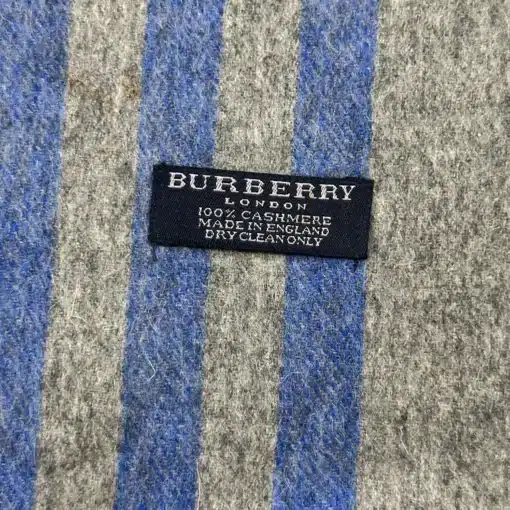 BURBERRY
LONDON
100% CASHMERE
MADE IN ENGLAND
DRY CLEAN ONLY